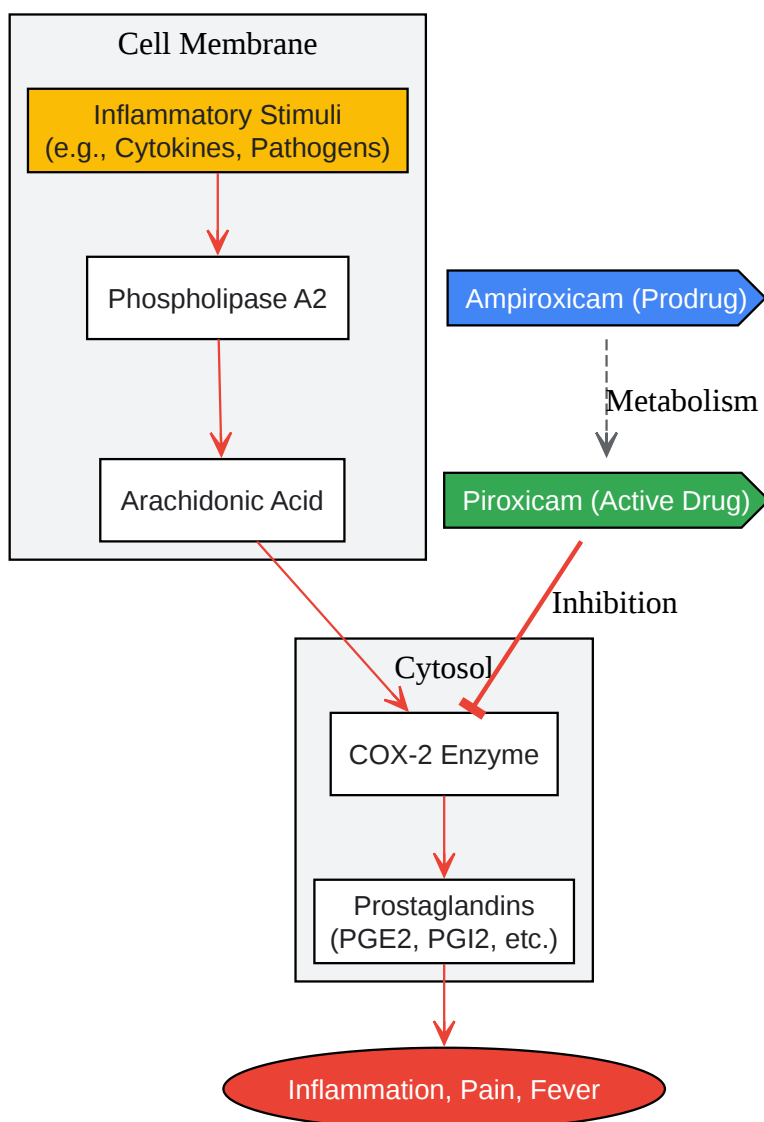 Cell Membrane
Inflammatory Stimuli
(e.g., Cytokines, Pathogens)
Phospholipase A2
Ampiroxicam (Prodrug)
Metabolism
Arachidonic Acid
Piroxicam (Active Drug)
Inhibition
Cytosol
COX-2 Enzyme
Prostaglandins
(PGE2, PGI2, etc.)
Inflammation, Pain, Fever